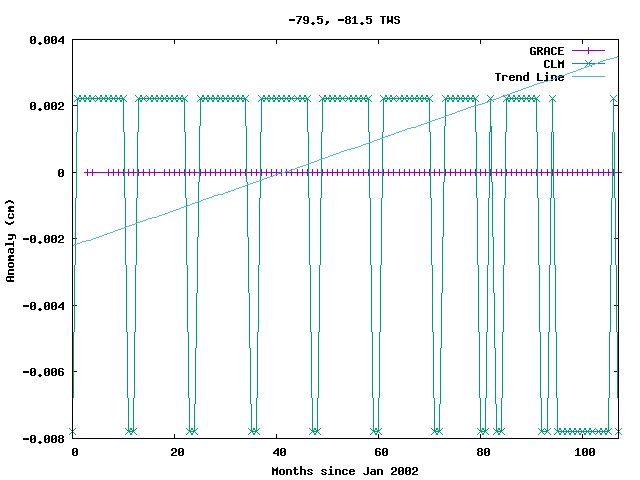 -79.5, -81.5 TWS
GRACE
CLM
Trend Line
0.004
0.002
0
-0.002
-0.004
-0.006
-0.008
Anomaly (cm)
0 20 40 60 80 100
Months since Jan 2002